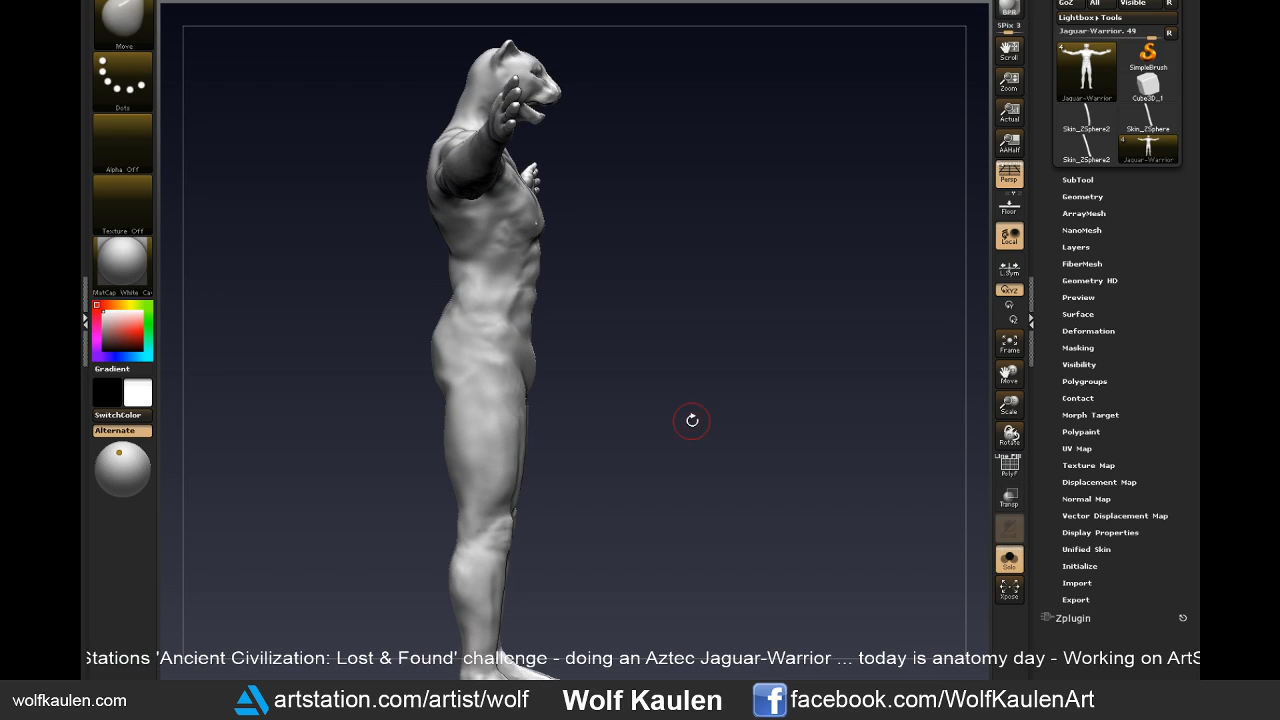 Move
Dots
Alpha Off
Texture Off
MatCap White Ca
Gradient
SwitchColor
Alternate
BPR
SPix 3
Scroll
Zoom
Actual
AAHalf
Persp
Floor
Local
L.Sym
XYZ
Frame
Move
Scale
Rotate
Line Fill
PolyF
Transp
Solo
Xpose
GoZ All Visible R
Lightbox▸Tools
Jaguar-Warrior. 49 R
4
Jaguar-Warrior
SimpleBrush
Cube3D_1
Skin_ZSphere2 Skin_ZSphere
4
Skin_ZSphere2 Jaguar-Warrior
SubTool
Geometry
ArrayMesh
NanoMesh
Layers
FiberMesh
Geometry HD
Preview
Surface
Deformation
Masking
Visibility
Polygroups
Contact
Morph Target
Polypaint
UV Map
Texture Map
Displacement Map
Normal Map
Vector Displacement Map
Display Properties
Unified Skin
Initialize
Import
Export
Zplugin
Stations 'Ancient Civilization: Lost & Found' challenge - doing an Aztec Jaguar-Warrior ... today is anatomy day - Working on ArtS
wolfkaulen.com artstation.com/artist/wolf Wolf Kaulen facebook.com/WolfKaulenArt